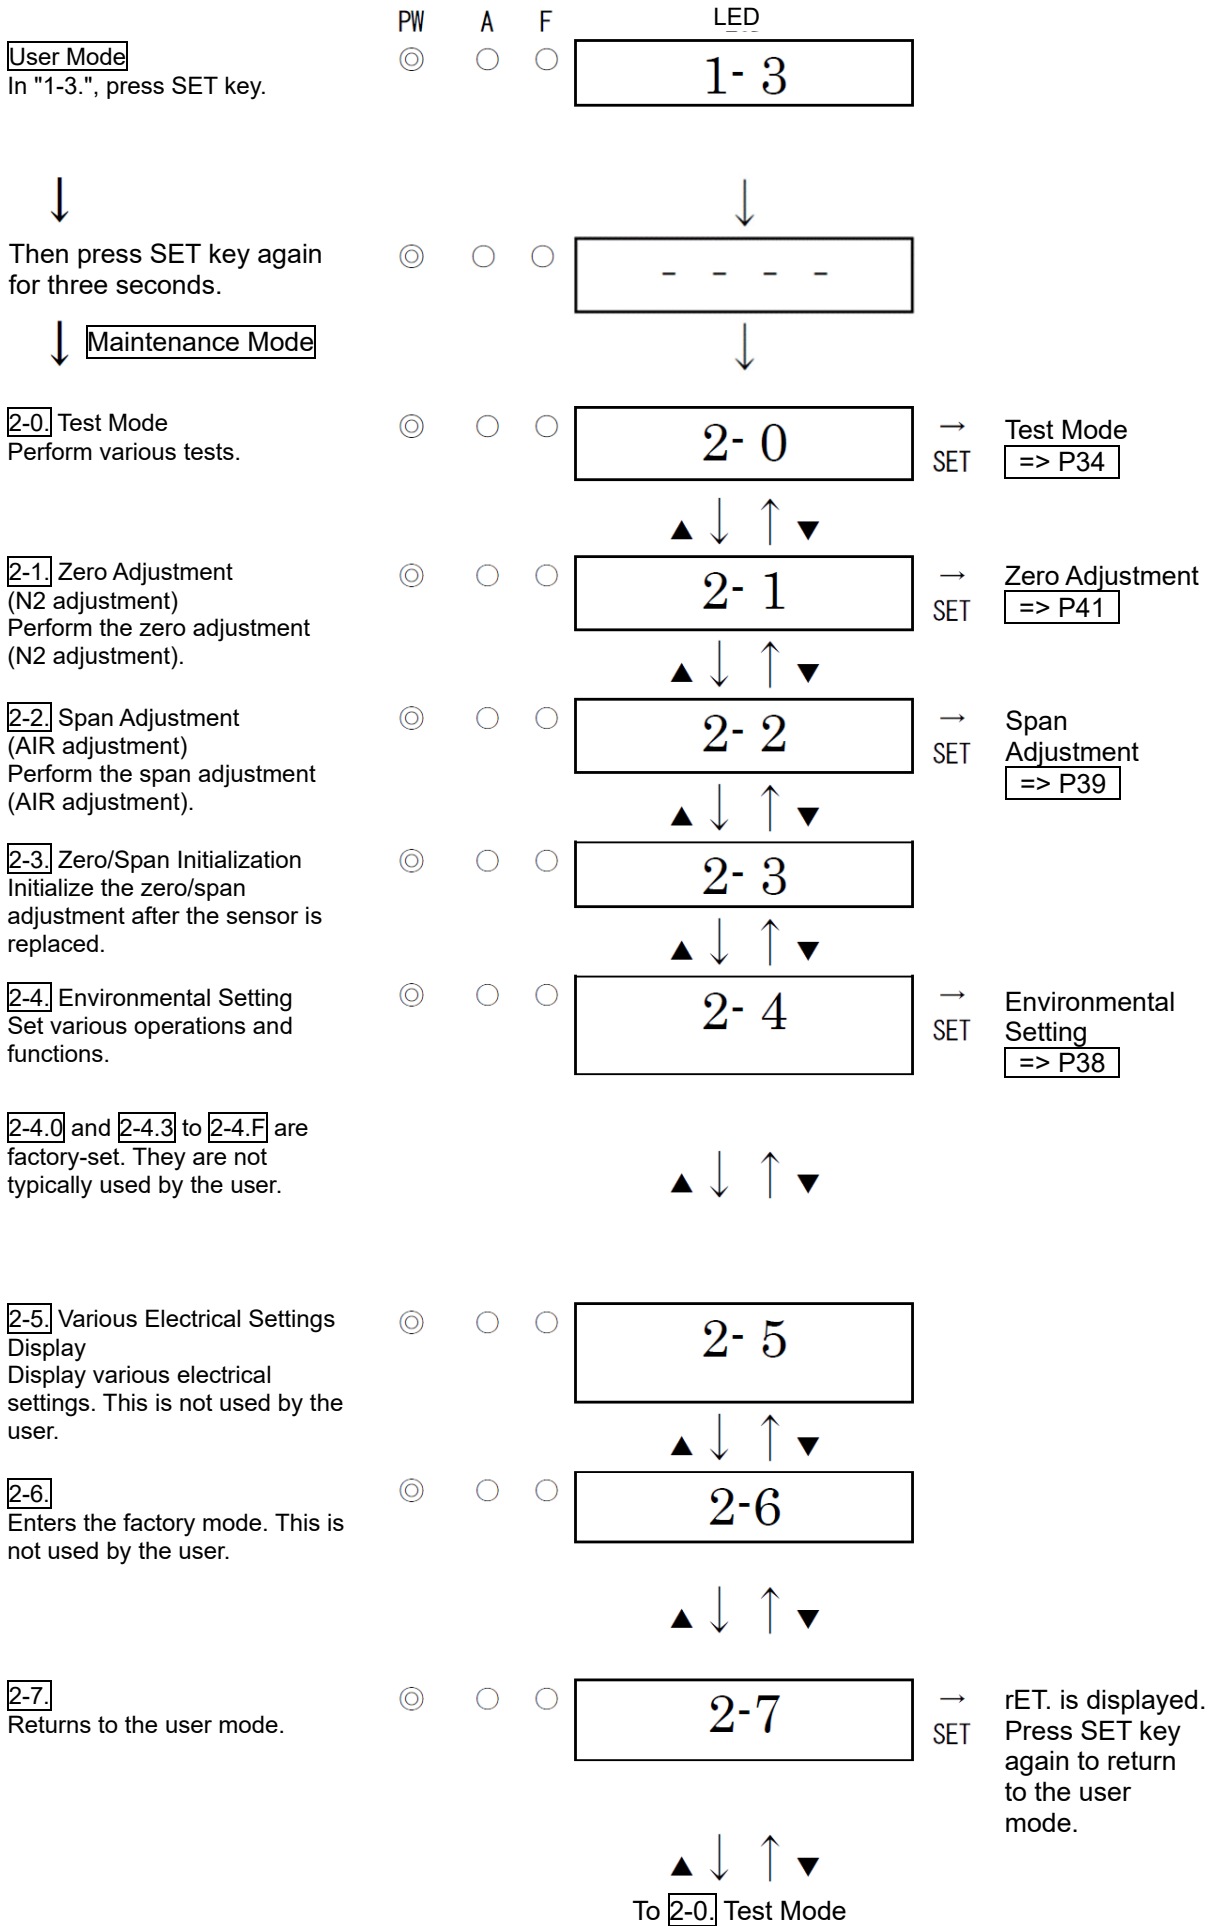 PW A F LED
User Mode
In "1-3.", press SET key.
◎ ○ ○ 1- 3
↓ ↓
Then press SET key again
for three seconds.
◎ ○ ○ - - - -
↓ Maintenance Mode ↓
2-0. Test Mode
Perform various tests.
◎ ○ ○ 2- 0
→
SET
Test Mode
=> P34
▲ ↓ ↑ ▼
2-1. Zero Adjustment
(N2 adjustment)
Perform the zero adjustment
(N2 adjustment).
◎ ○ ○ 2- 1
→
SET
Zero Adjustment
=> P41
▲ ↓ ↑ ▼
2-2. Span Adjustment
(AIR adjustment)
Perform the span adjustment
(AIR adjustment).
◎ ○ ○ 2- 2
→
SET
Span
Adjustment
=> P39
▲ ↓ ↑ ▼
2-3. Zero/Span Initialization
Initialize the zero/span
adjustment after the sensor is
replaced.
◎ ○ ○ 2- 3
▲ ↓ ↑ ▼
2-4. Environmental Setting
Set various operations and
functions.
◎ ○ ○ 2- 4
→
SET
Environmental
Setting
=> P38
2-4.0 and 2-4.3 to 2-4.F are
factory-set. They are not
typically used by the user.
▲ ↓ ↑ ▼
2-5. Various Electrical Settings
Display
Display various electrical
settings. This is not used by the
user.
◎ ○ ○ 2- 5
▲ ↓ ↑ ▼
2-6.
Enters the factory mode. This is
not used by the user.
◎ ○ ○ 2-6
▲ ↓ ↑ ▼
2-7.
Returns to the user mode.
◎ ○ ○ 2-7
→
SET
rET. is displayed.
Press SET key
again to return
to the user
mode.
▲ ↓ ↑ ▼
To 2-0. Test Mode